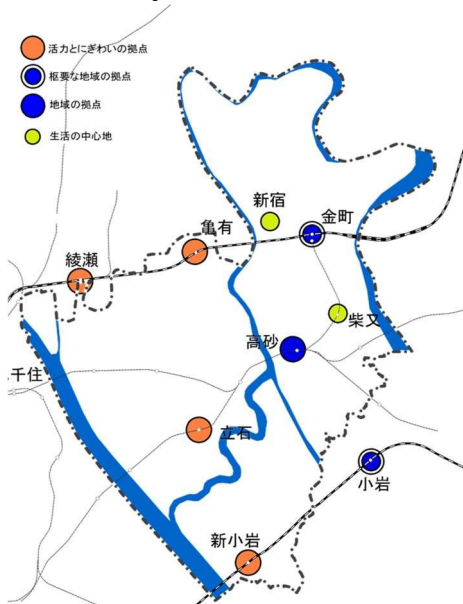 活力とにぎわいの拠点
枢要な地域の拠点
地域の拠点
生活の中心地
新宿
金町
亀有
綾瀬
柴又
高砂
千住
立石
小岩
新小岩